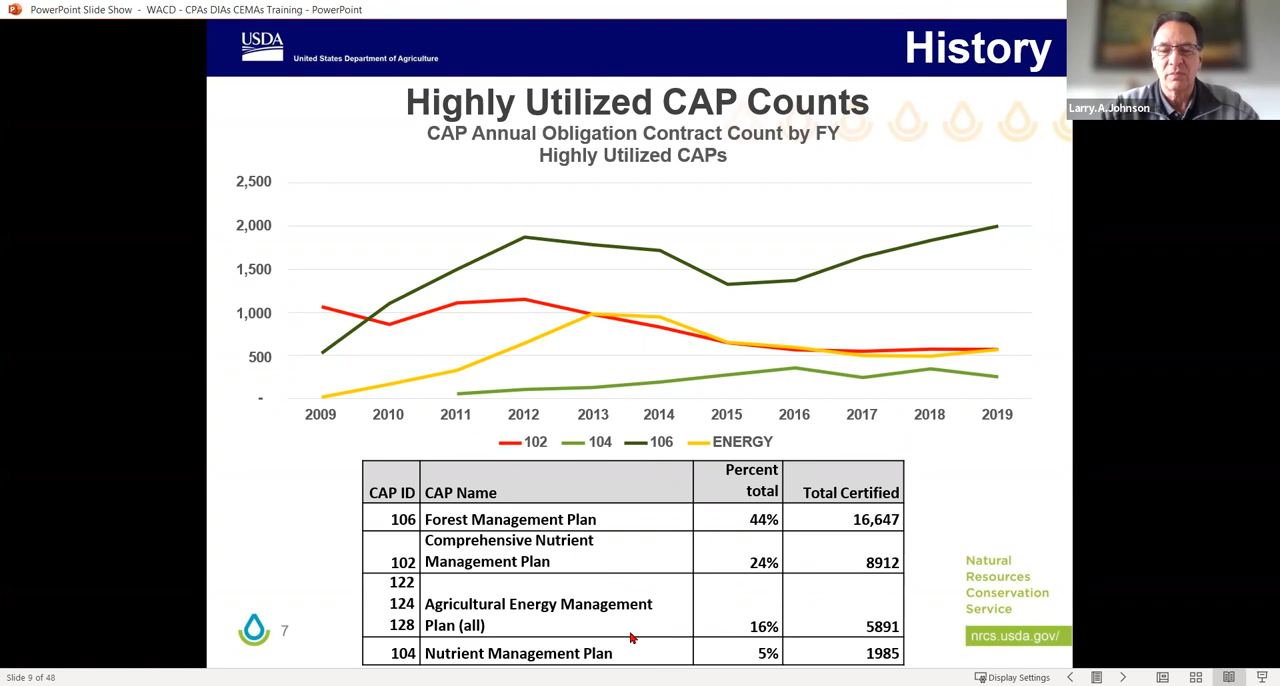 PowerPoint Slide Show - WACD - CPAs DIAs CEMAs Training - PowerPoint
USDA
United States Department of Agriculture
History
Larry.A.Johnson
Highly Utilized CAP Counts
CAP Annual Obligation Contract Count by FY
Highly Utilized CAPs
2,500
2,000
1,500
1,000
500
-
2009 2010 2011 2012 2013 2014 2015 2016 2017 2018 2019
102 104 106 ENERGY
CAP ID CAP Name Percent total Total Certified
106 Forest Management Plan 44% 16,647
102 Comprehensive Nutrient Management Plan 24% 8912
122 124 128 Agricultural Energy Management Plan (all) 16% 5891
104 Nutrient Management Plan 5% 1985
Natural
Resources
Conservation
Service
nrcs.usda.gov/
7
Slide 9 of 48
Display Settings